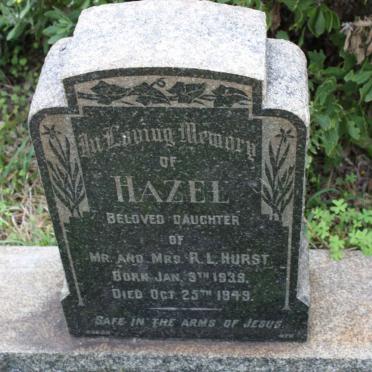 In Loving Memory
OF
HAZEL
BELOVED DAUGHTER
OF
MR. AND MRS R.L. HURST.
BORN JAN. 9TH 1939.
DIED OCT 25TH 1949.
SAFE IN THE ARMS OF JESUS